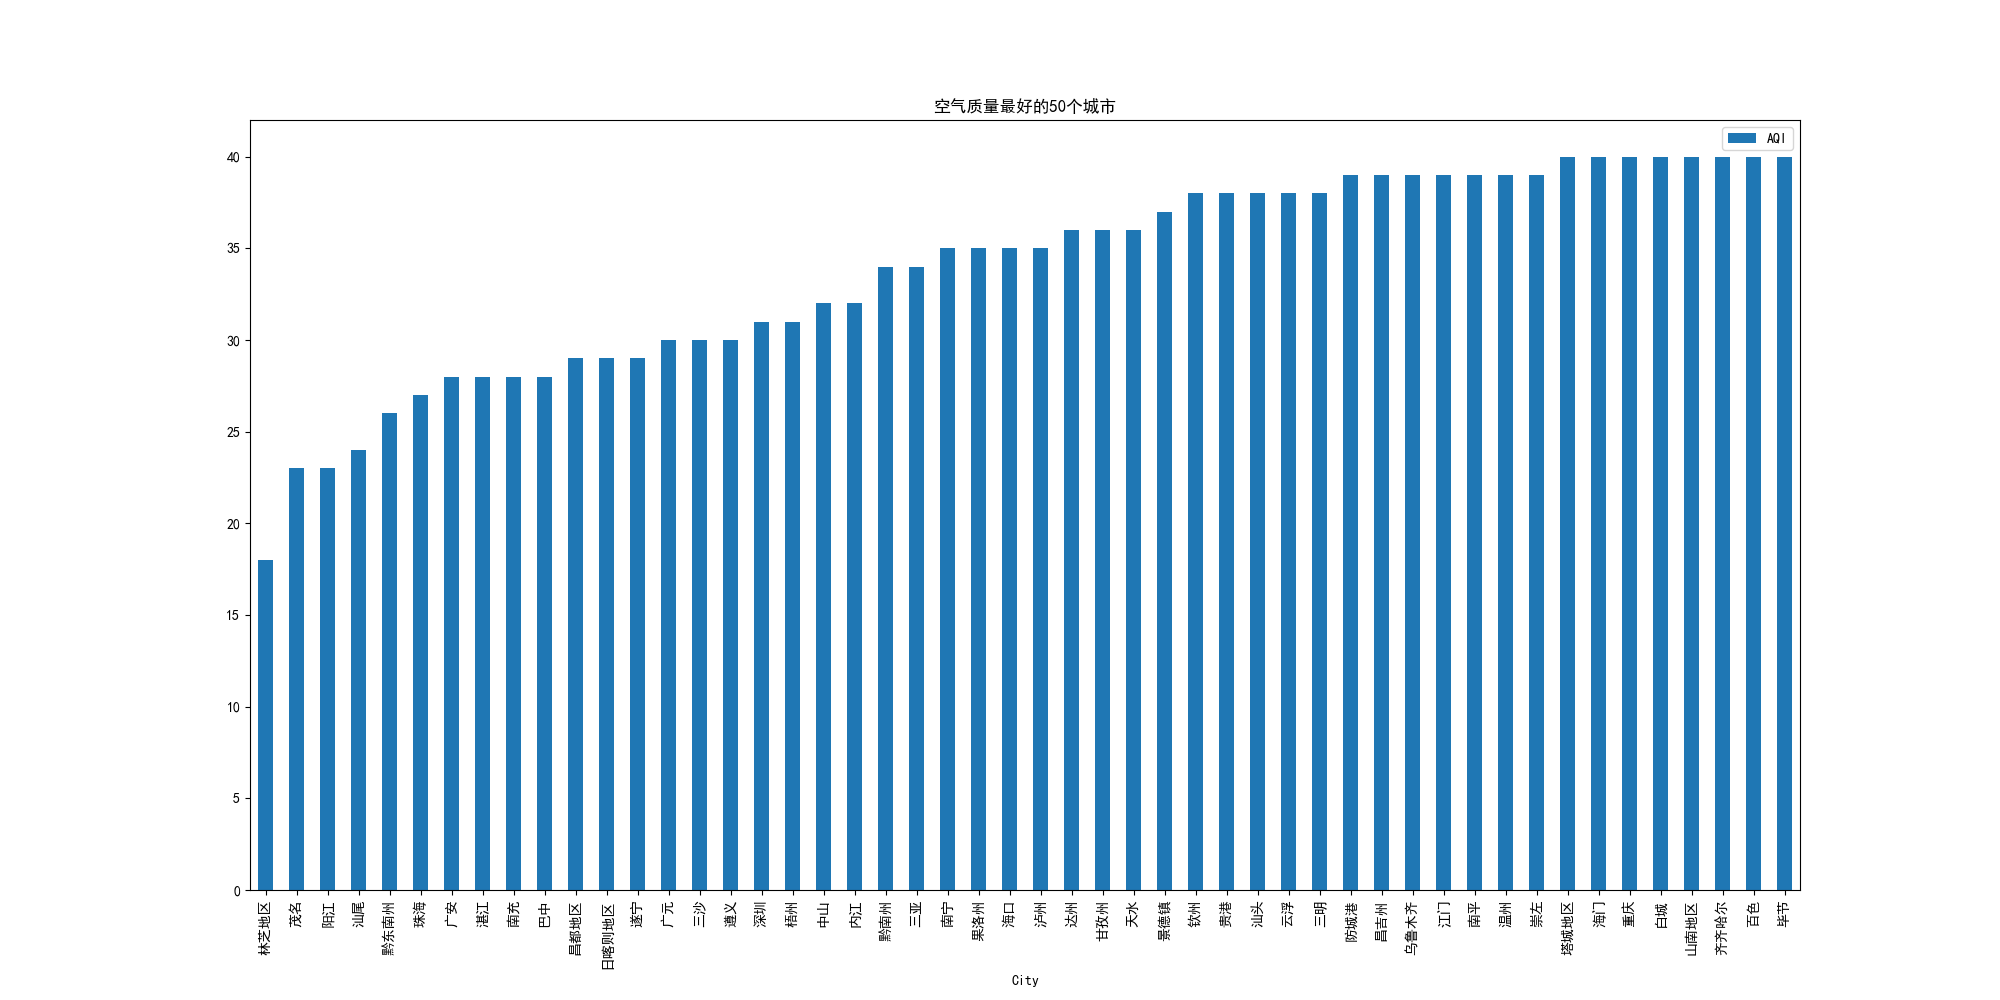 空气质量最好的50个城市
AQI
40
35
30
25
20
15
10
5
0
林芝地区
茂名
阳江
汕尾
黔东南州
珠海
广安
湛江
南充
巴中
昌都地区
日喀则地区
遂宁
广元
三沙
遵义
深圳
梧州
中山
内江
黔南州
三亚
南宁
果洛州
海口
泸州
达州
甘孜州
天水
景德镇
钦州
贵港
汕头
云浮
三明
防城港
昌吉州
乌鲁木齐
江门
南平
温州
崇左
塔城地区
海门
重庆
白城
山南地区
齐齐哈尔
百色
毕节
City